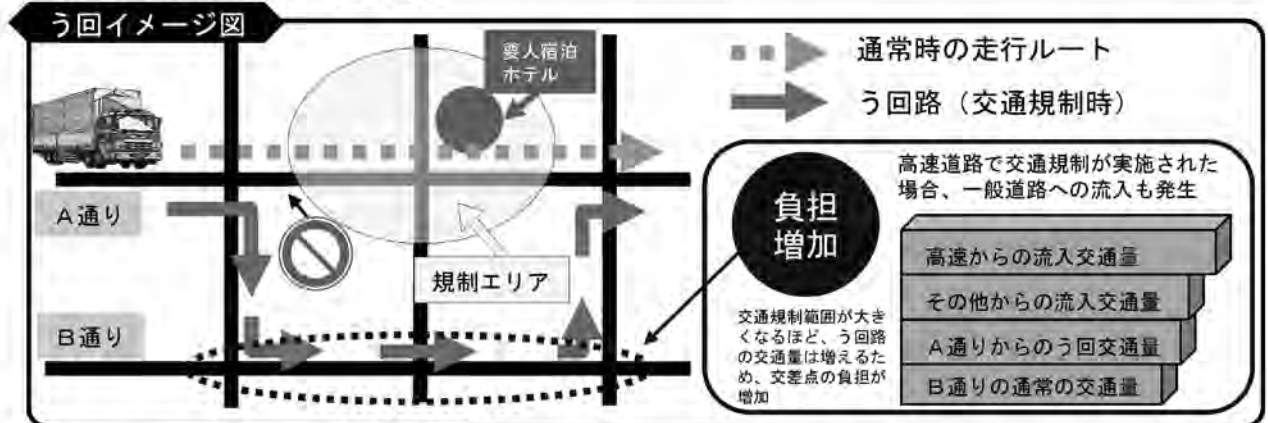 う回イメージ図
要人宿泊
ホテル
通常時の走行ルート
う回路（交通規制時）
A通り
規制エリア
B通り
負担
増加
高速道路で交通規制が実施された
場合、一般道路への流入も発生
交通規制範囲が大き
くなるほど、う回路
の交通量は増えるた
め、交差点の負担が
増加
高速からの流入交通量
その他からの流入交通量
A通りからのう回交通量
B通りの通常の交通量